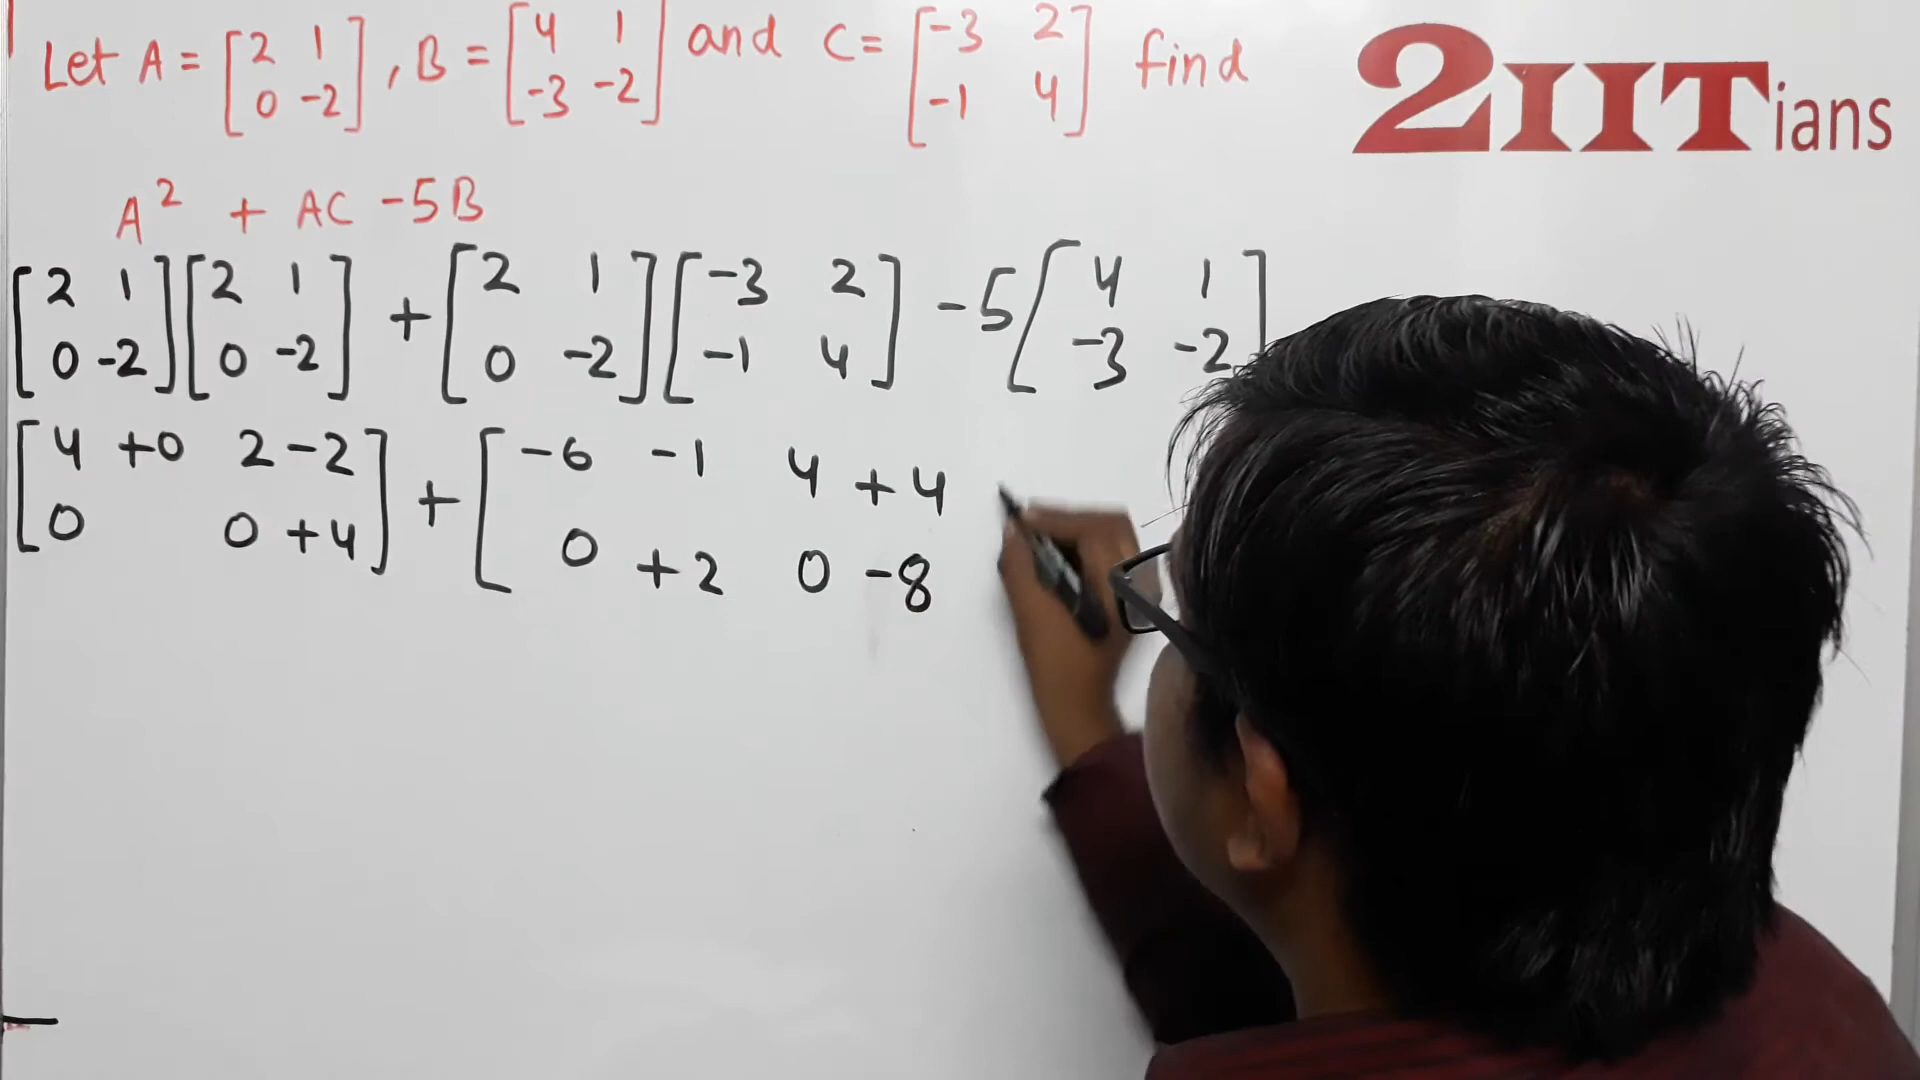 Let A = [2 1 0 -2], B = [4 1 -3 -2] and C = [-3 2 -1 4] find
2IITians
A² + AC -5B
[2 1 0 -2][2 1 0 -2] + [2 1 0 -2][-3 2 -1 4] -5[4 1 -3 -2]
[4 +0 2 -2 0 0 +4] + [-6 -1 4 +4 0 +2 0 -8